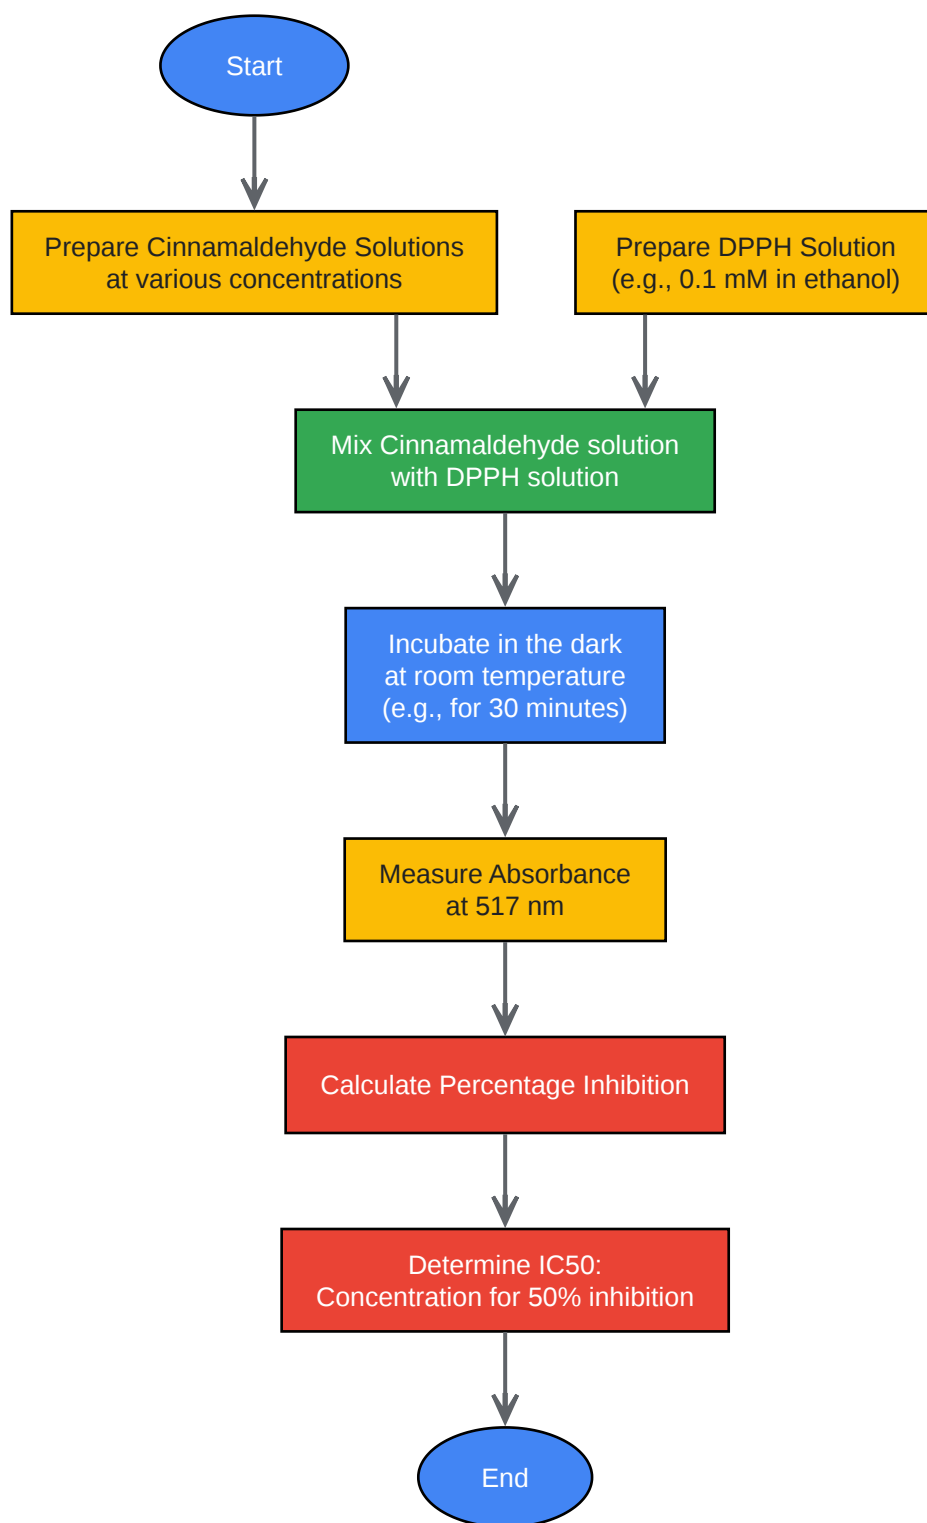 Start
Prepare Cinnamaldehyde Solutions
at various concentrations
Prepare DPPH Solution
(e.g., 0.1 mM in ethanol)
Mix Cinnamaldehyde solution
with DPPH solution
Incubate in the dark
at room temperature
(e.g., for 30 minutes)
Measure Absorbance
at 517 nm
Calculate Percentage Inhibition
Determine IC50:
Concentration for 50% inhibition
End